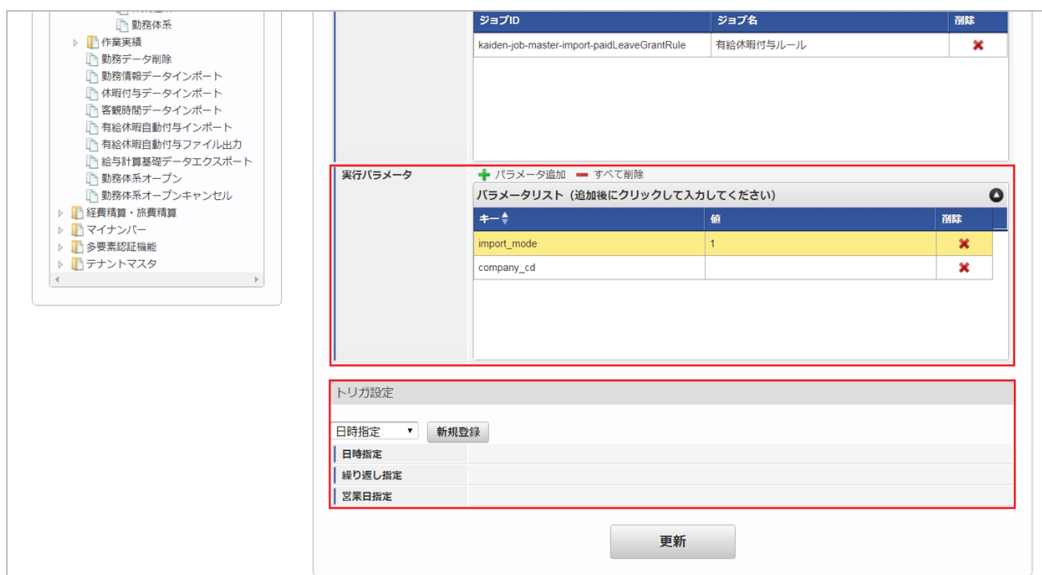 勤務体系
作業実績
勤務データ削除
勤務情報データインポート
休暇付与データインポート
客観時間データインポート
有給休暇自動付与インポート
有給休暇自動付与ファイル出力
給与計算基礎データエクスポート
勤務体系オープン
勤務体系オープンキャンセル
経費精算・旅費精算
マイナンバー
多要素認証機能
テナントマスタ
ジョブID ジョブ名 削除
kaiden-job-master-import-paidLeaveGrantRule 有給休暇付与ルール
実行パラメータ
パラメータ追加 すべて削除
パラメータリスト（追加後にクリックして入力してください）
キー 値 削除
import_mode 1
company_cd
トリガ設定
日時指定 新規登録
日時指定
繰り返し指定
営業日指定
更新